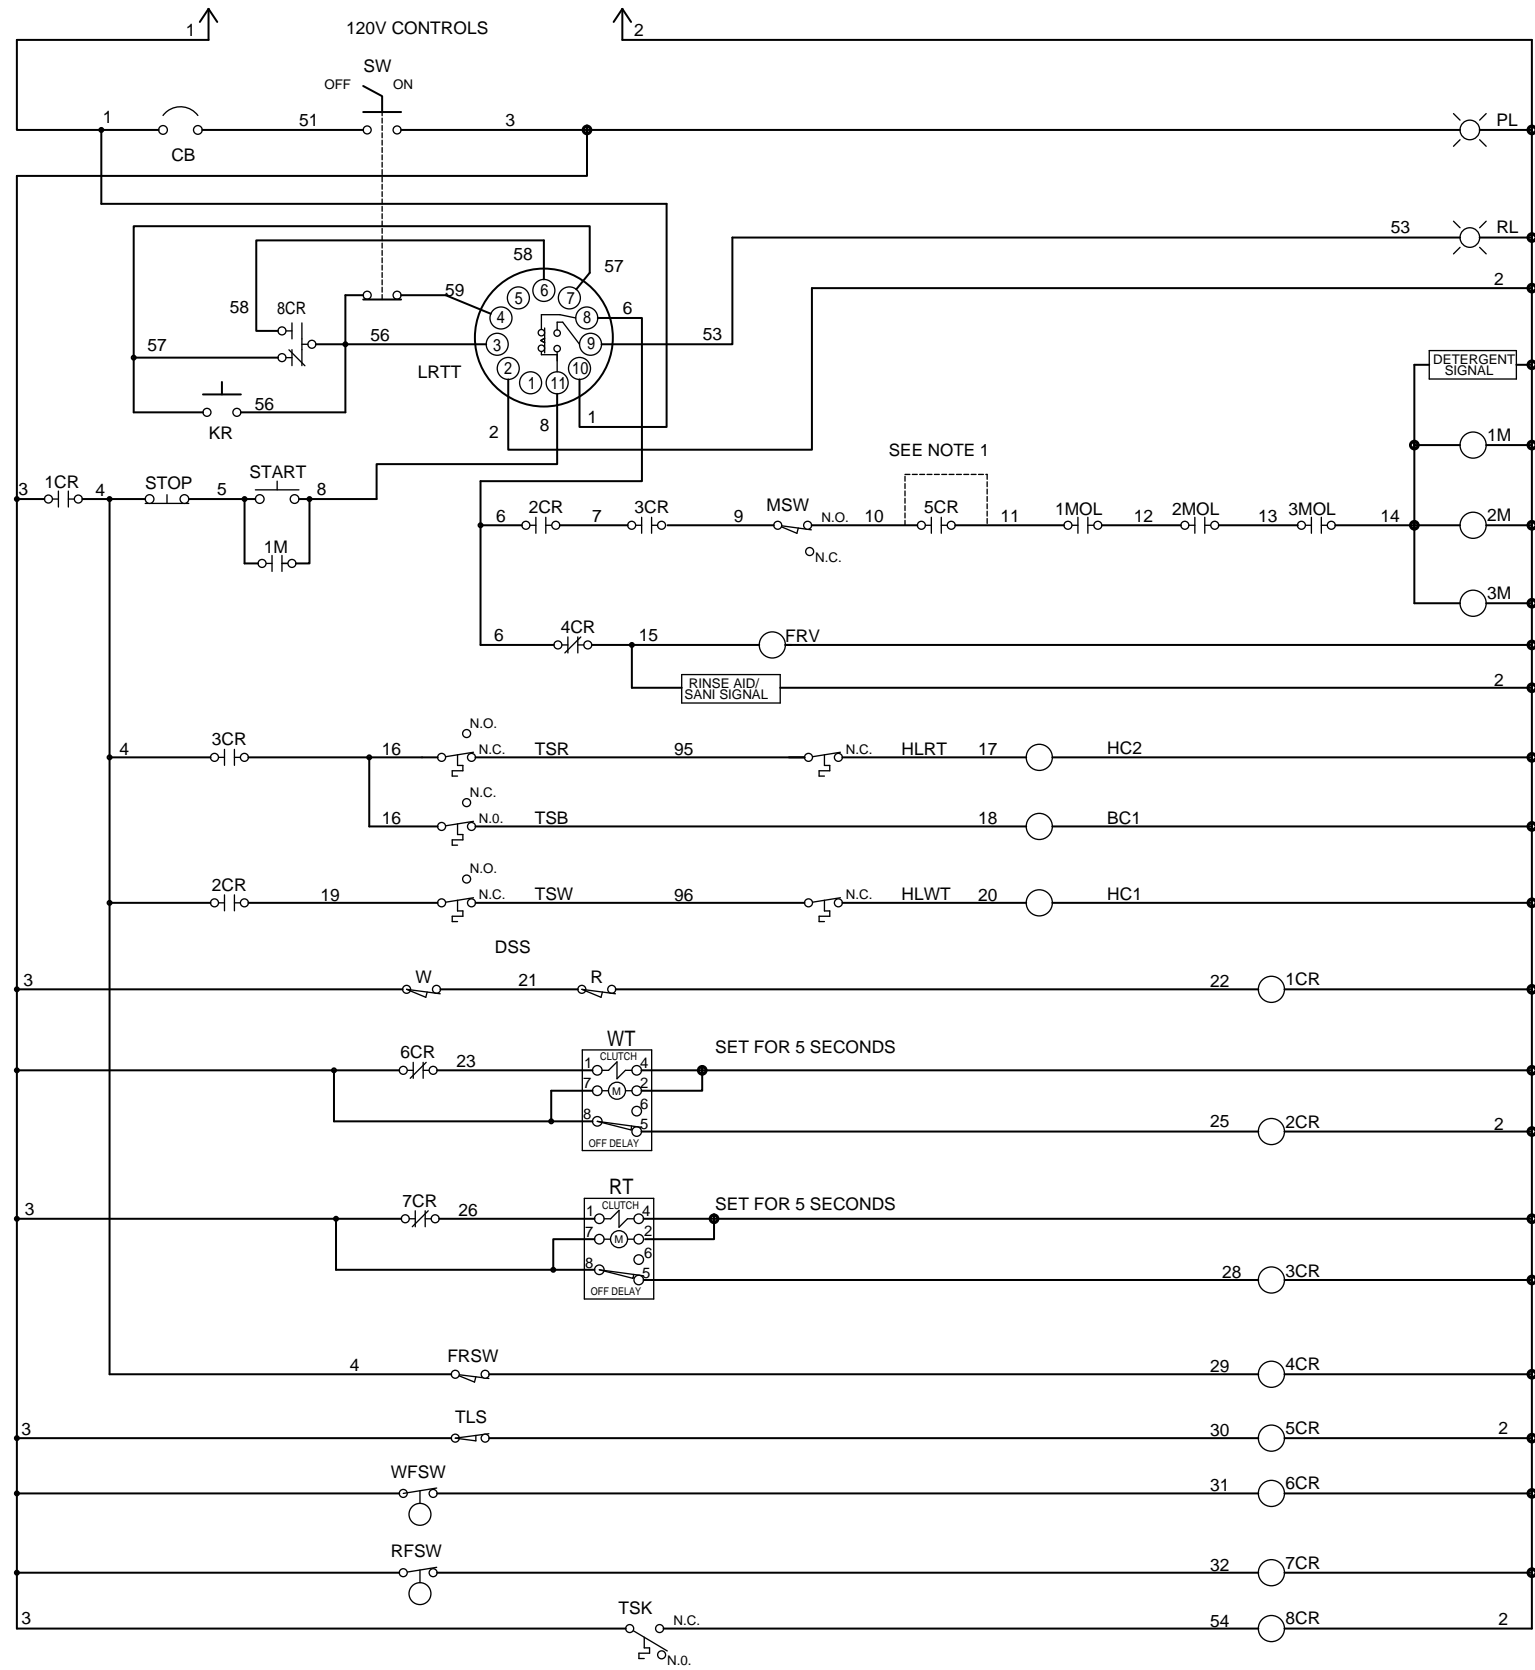 1
120V CONTROLS
2
SW
OFF ON
1 51 3 PL
CB
53 RL
58 57 2
59 6
58 8CR
56 53
57
LRTT
6 5 7 4 8 3 9 2 10 1 11
DETERGENT
SIGNAL
56
KR
2 8 1
1M
SEE NOTE 1
3 1CR 4 STOP 5 START 8
6 2CR 7 3CR 9 MSW N.O. 10 5CR 11 1MOL 12 2MOL 13 3MOL 14 2M
1M
N.C.
3M
6 4CR 15 FRV
RINSE AID/
SANI SIGNAL
2
N.O.
4 3CR 16 N.C. TSR 95 N.C. HLRT 17 HC2
N.C.
16 N.0. TSB 18 BC1
N.O.
2CR 19 N.C. TSW 96 N.C. HLWT 20 HC1
DSS
3 W 21 R 22 1CR
WT SET FOR 5 SECONDS
6CR 23
CLUTCH
1 4
7 M 2
6
8 5
OFF DELAY
25 2CR 2
RT SET FOR 5 SECONDS
3 7CR 26
CLUTCH
1 4
7 M 2
6
8 5
OFF DELAY
28 3CR
4 FRSW 29 4CR
3 TLS 30 5CR 2
WFSW 31 6CR
RFSW 32 7CR
3 TSK N.C. 54 8CR 2
N.0.